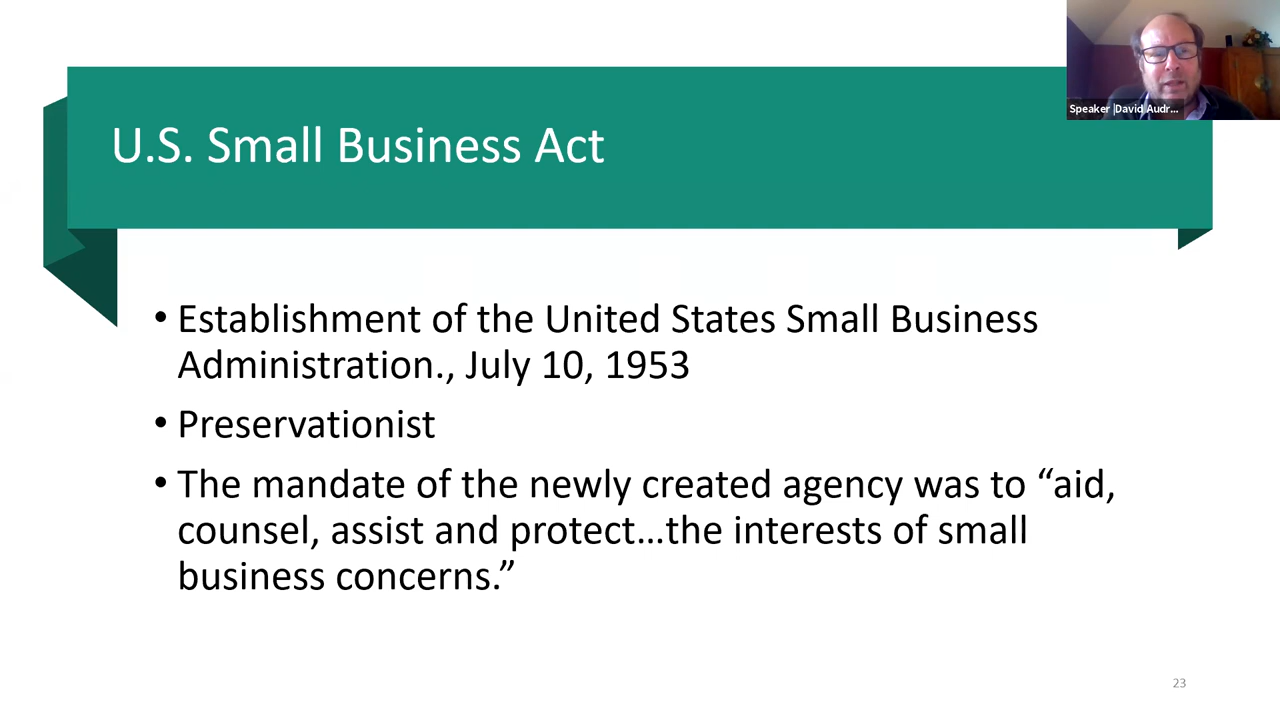 Speaker |David Audr...
U.S. Small Business Act
• Establishment of the United States Small Business
Administration., July 10, 1953
• Preservationist
• The mandate of the newly created agency was to “aid,
counsel, assist and protect…the interests of small
business concerns.”
23